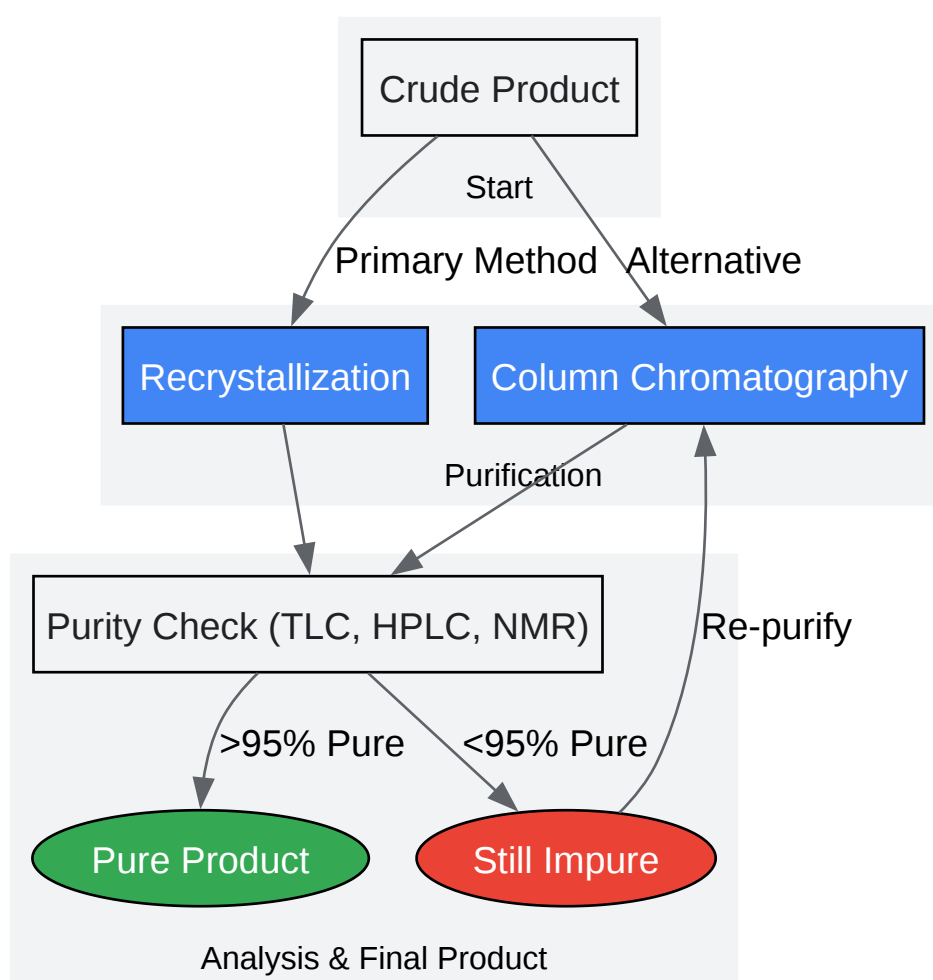 Crude Product
Start
Primary Method
Alternative
Recrystallization
Column Chromatography
Purification
Purity Check (TLC, HPLC, NMR)
Re-purify
>95% Pure
<95% Pure
Pure Product
Still Impure
Analysis & Final Product